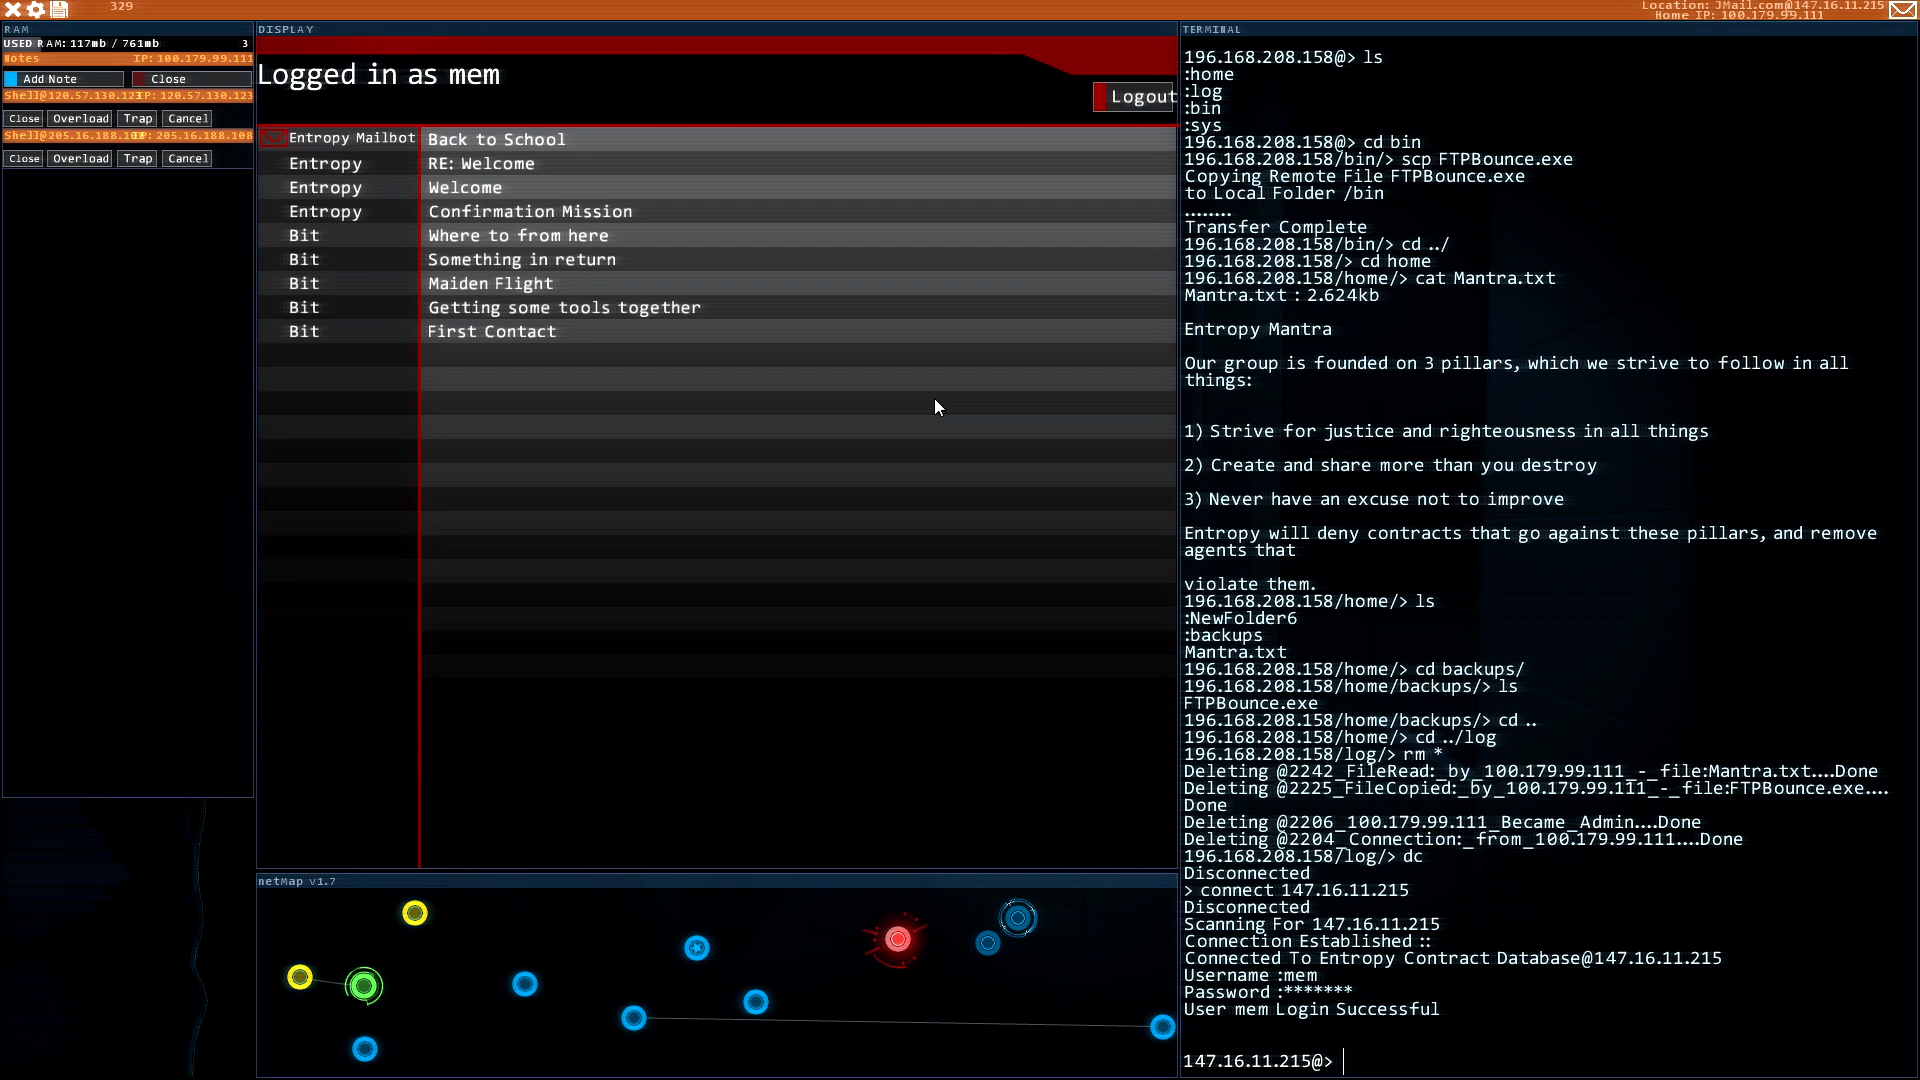 329
Location: JMail.com@147.16.11.215
Home IP: 100.179.99.111
RAM
USED RAM: 117mb / 761mb 3
Notes IP: 100.179.99.111
Add Note Close
IP: 120.57.130.123
Close Overload Trap Cancel
IP: 205.16.188.108
Close Overload Trap Cancel
DISPLAY
Logged in as mem
Logout
Entropy Mailbot Back to School
Entropy RE: Welcome
Entropy Welcome
Entropy Confirmation Mission
Bit Where to from here
Bit Something in return
Bit Maiden Flight
Bit Getting some tools together
Bit First Contact
netMap v1.7
TERMINAL
196.168.208.158@> ls
:home
:log
:bin
:sys
196.168.208.158@> cd bin
196.168.208.158/bin/> scp FTPBounce.exe
Copying Remote File FTPBounce.exe
to Local Folder /bin
........
Transfer Complete
196.168.208.158/bin/> cd ../
196.168.208.158/> cd home
196.168.208.158/home/> cat Mantra.txt
Mantra.txt : 2.624kb
Entropy Mantra
Our group is founded on 3 pillars, which we strive to follow in all
things:
1) Strive for justice and righteousness in all things
2) Create and share more than you destroy
3) Never have an excuse not to improve
Entropy will deny contracts that go against these pillars, and remove
agents that
violate them.
196.168.208.158/home/> ls
:NewFolder6
:backups
Mantra.txt
196.168.208.158/home/> cd backups/
196.168.208.158/home/backups/> ls
FTPBounce.exe
196.168.208.158/home/backups/> cd ..
196.168.208.158/home/> cd ../log
196.168.208.158/log/> rm *
Deleting @2242_FileRead:_by_100.179.99.111_-_file:Mantra.txt....Done
Deleting @2225_FileCopied:_by_100.179.99.111_-_file:FTPBounce.exe....
Done
Deleting @2206_100.179.99.111_Became_Admin....Done
Deleting @2204_Connection:_from_100.179.99.111....Done
196.168.208.158/log/> dc
Disconnected
> connect 147.16.11.215
Disconnected
Scanning For 147.16.11.215
Connection Established ::
Connected To Entropy Contract Database@147.16.11.215
Username :mem
Password :*******
User mem Login Successful
147.16.11.215@>